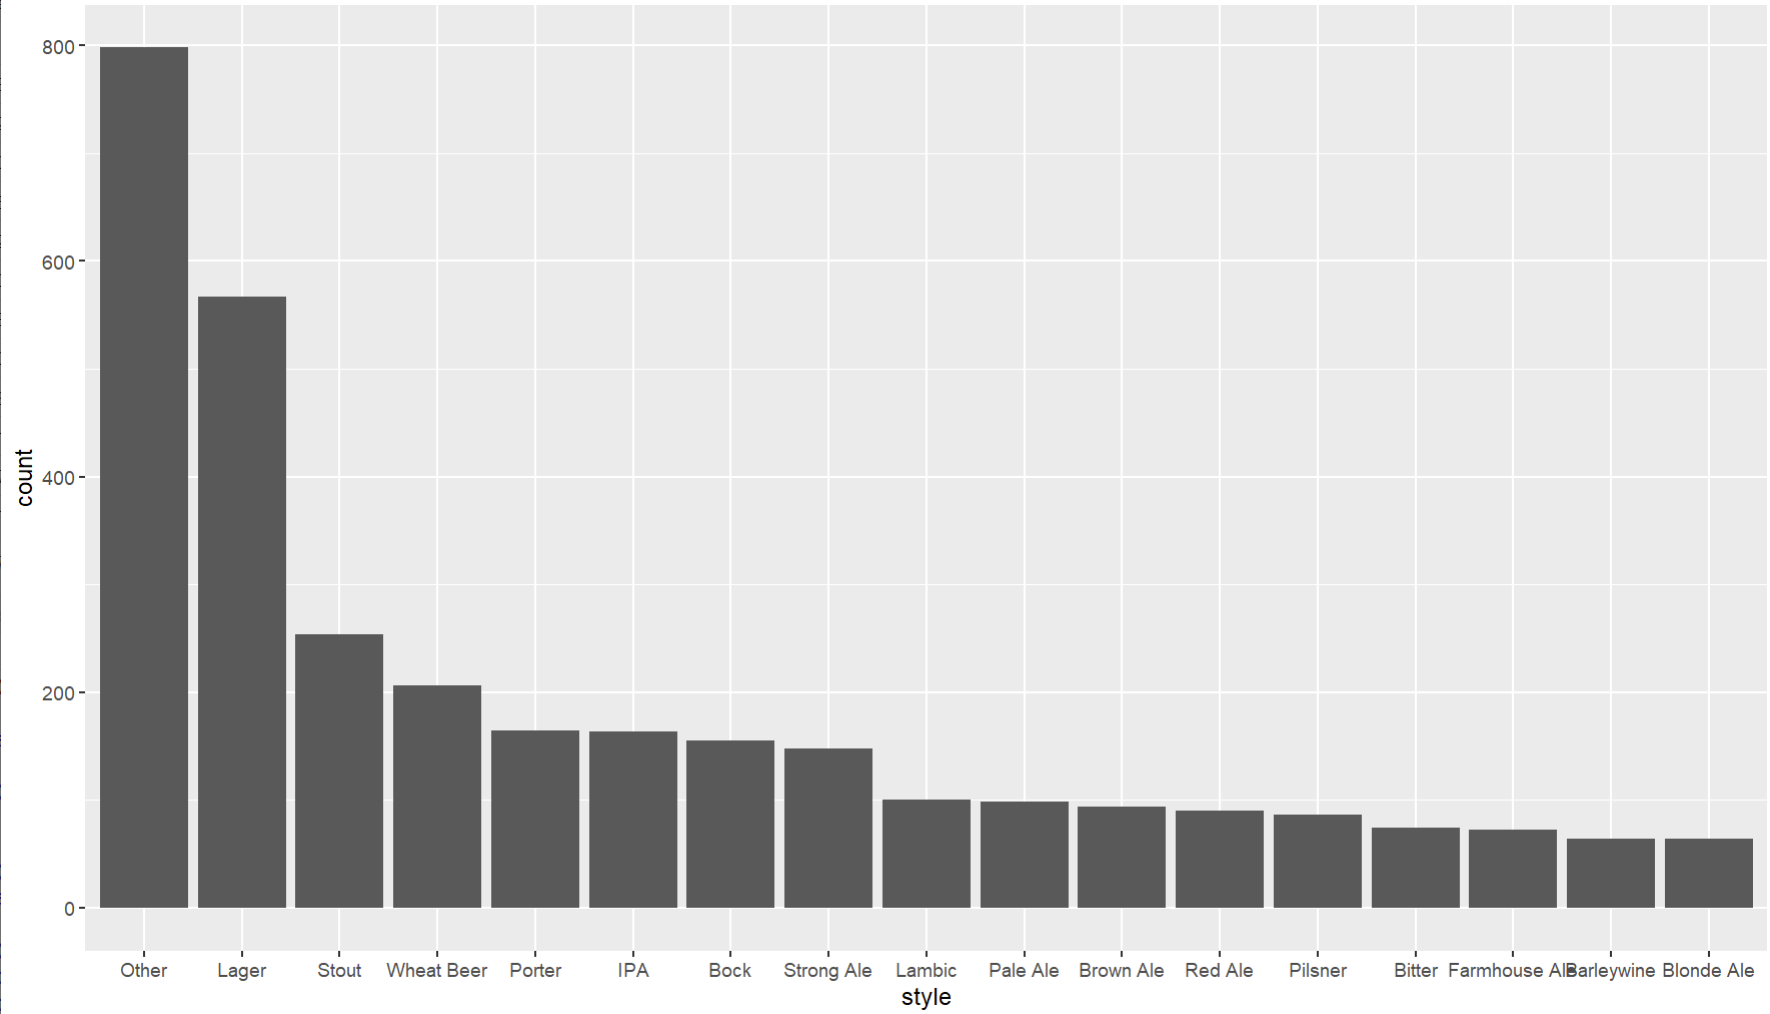 800
600
400
200
0
count
Other Lager Stout Wheat Beer Porter IPA Bock Strong Ale Lambic Pale Ale Brown Ale Red Ale Pilsner Bitter Farmhouse Ale Barleywine Blonde Ale
style